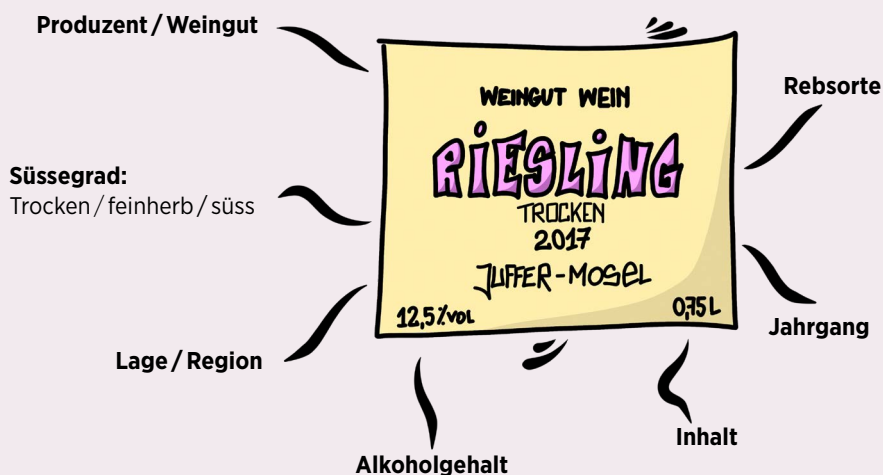 Produzent / Weingut
Rebsorte
WEINGUT WEIN
RIESLING
TROCKEN
2017
JUFFER-MOSEL
12,5%VOL
0,75 L
Süssegrad:
Trocken / feinherb / süss
Lage / Region
Jahrgang
Inhalt
Alkoholgehalt